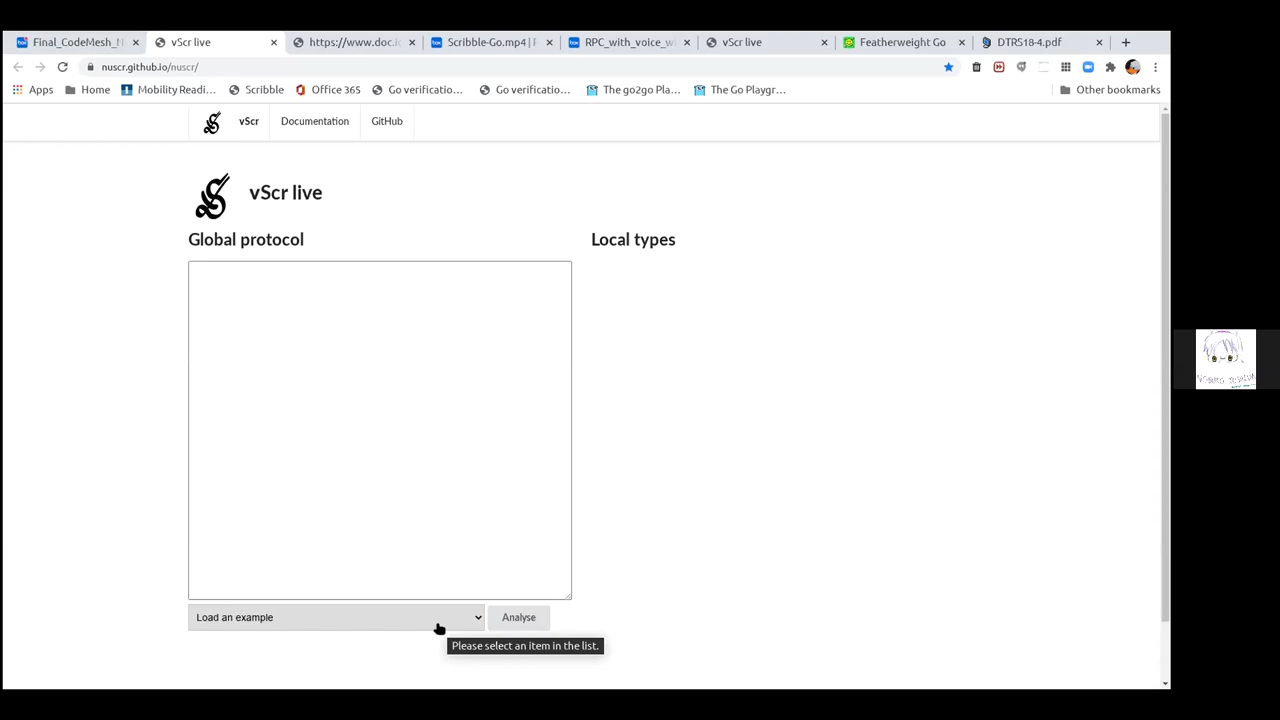 Final_CodeMesh_N
vScr live
https://www.doc.ic
Scribble-Go.mp4 |
RPC_with_voice_wi
vScr live
Featherweight Go
DTRS18-4.pdf
nuscr.github.io/nuscr/
Apps
Home
Mobility Readi...
Scribble
Office 365
Go verificatio...
Go verificatio...
The go2go Pla...
The Go Playgr...
Other bookmarks
vScr
Documentation
GitHub
vScr live
Global protocol
Local types
Load an example
Analyse
Please select an item in the list.